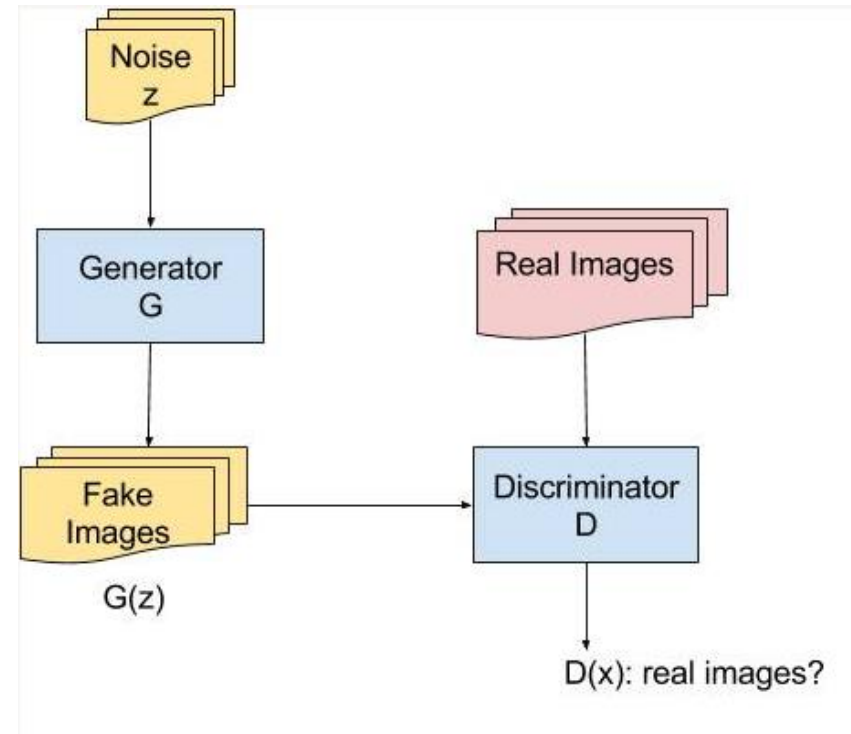 Noise
z
Generator
G
Real Images
Fake
Images
Discriminator
D
G(z)
D(x): real images?